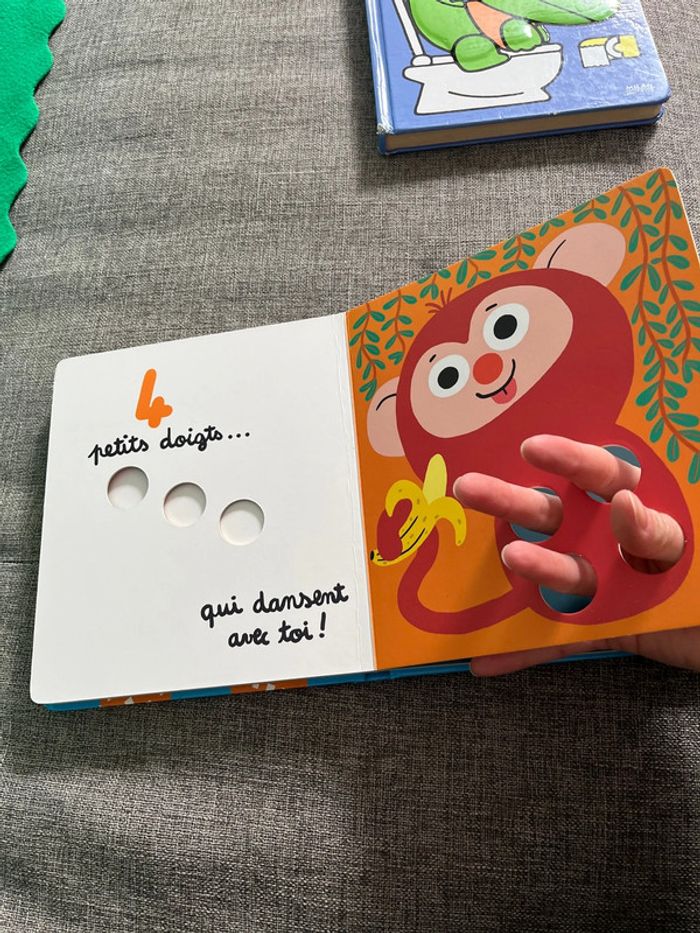 4
petits doigts...
qui dansent
avec toi !